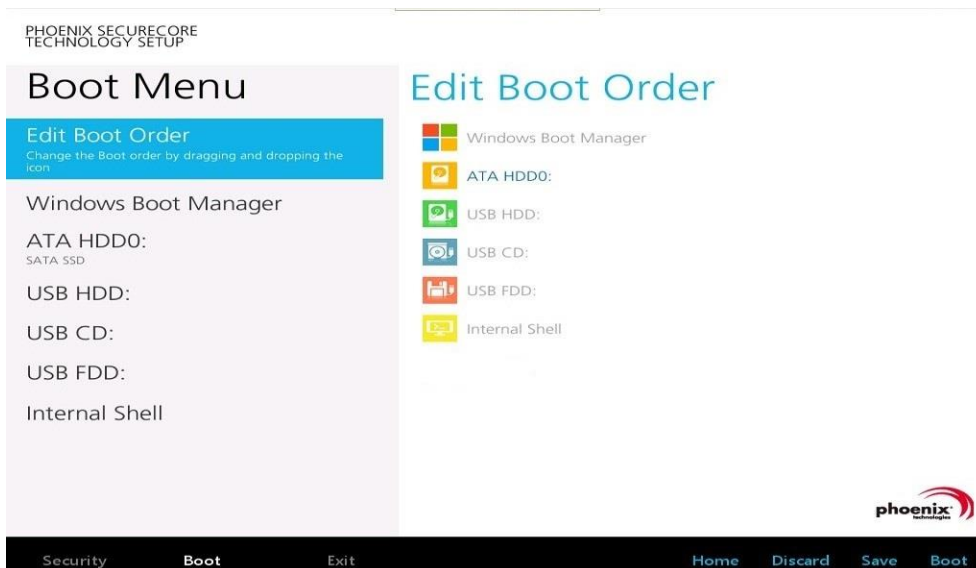 PHOENIX SECURECORE
TECHNOLOGY SETUP
Boot Menu
Edit Boot Order
Change the Boot order by dragging and dropping the
icon
Windows Boot Manager
ATA HDD0:
SATA SSD
USB HDD:
USB CD:
USB FDD:
Internal Shell
Edit Boot Order
Windows Boot Manager
ATA HDD0:
USB HDD:
USB CD:
USB FDD:
Internal Shell
phoenix
technologies
Security Boot Exit Home Discard Save Boot